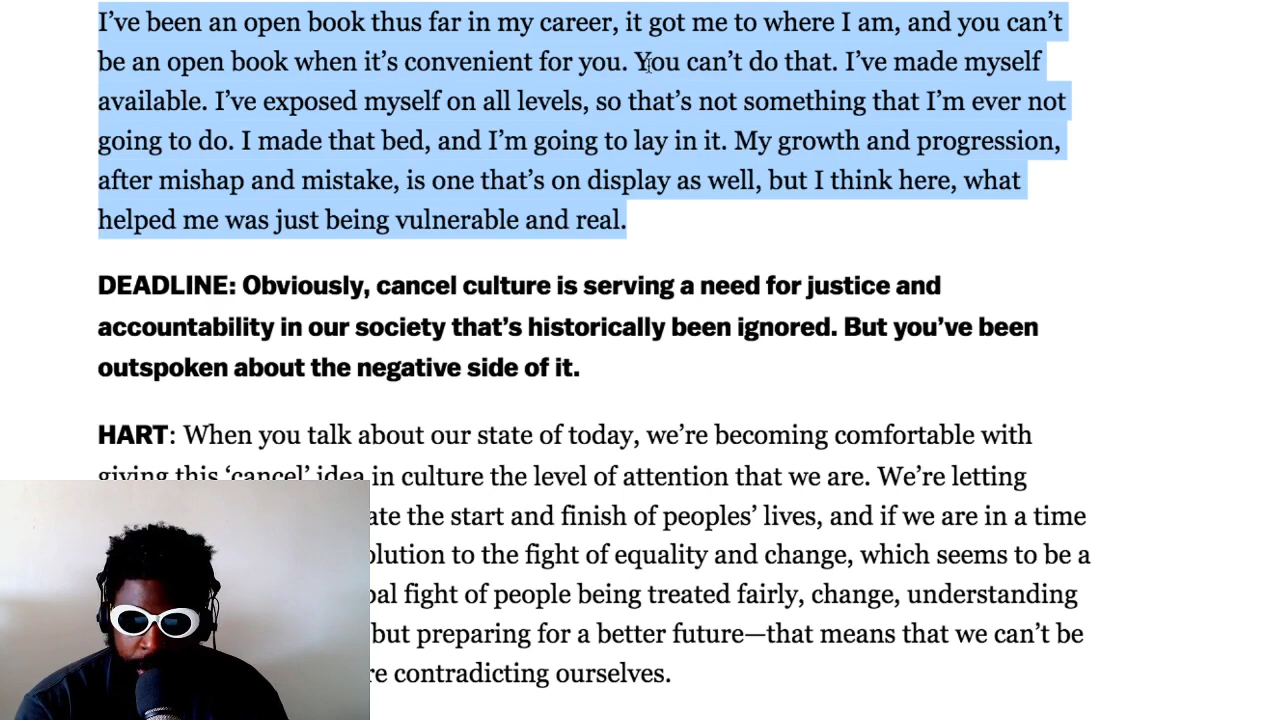 I’ve been an open book thus far in my career, it got me to where I am, and you can’t
be an open book when it’s convenient for you. You can’t do that. I’ve made myself
available. I’ve exposed myself on all levels, so that’s not something that I’m ever not
going to do. I made that bed, and I’m going to lay in it. My growth and progression,
after mishap and mistake, is one that’s on display as well, but I think here, what
helped me was just being vulnerable and real.
DEADLINE: Obviously, cancel culture is serving a need for justice and
accountability in our society that’s historically been ignored. But you’ve been
outspoken about the negative side of it.
HART: When you talk about our state of today, we’re becoming comfortable with
giving this ‘cancel’ idea in culture the level of attention that we are. We’re letting
the start and finish of peoples’ lives, and if we are in a time
to the fight of equality and change, which seems to be a
fight of people being treated fairly, change, understanding
but preparing for a better future—that means that we can’t be
contradicting ourselves.